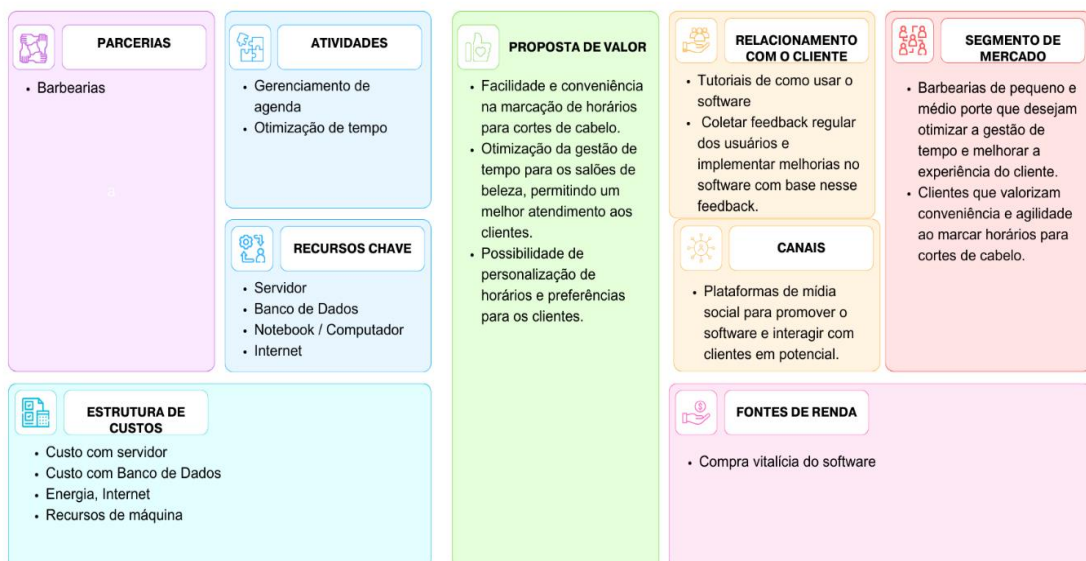 PARCERIAS
• Barbearias
ATIVIDADES
• Gerenciamento de
agenda
• Otimização de tempo
RECURSOS CHAVE
• Servidor
• Banco de Dados
• Notebook / Computador
• Internet
PROPOSTA DE VALOR
• Facilidade e conveniência
na marcação de horários
para cortes de cabelo.
• Otimização da gestão de
tempo para os salões de
beleza, permitindo um
melhor atendimento aos
clientes.
• Possibilidade de
personalização de
horários e preferências
para os clientes.
RELACIONAMENTO
COM O CLIENTE
• Tutoriais de como usar o
software
• Coletar feedback regular
dos usuários e
implementar melhorias no
software com base nesse
feedback.
CANAIS
• Plataformas de mídia
social para promover o
software e interagir com
clientes em potencial.
SEGMENTO DE
MERCADO
• Barbearias de pequeno e
médio porte que desejam
otimizar a gestão de
tempo e melhorar a
experiência do cliente.
• Clientes que valorizam
conveniência e agilidade
ao marcar horários para
cortes de cabelo.
ESTRUTURA DE
CUSTOS
• Custo com servidor
• Custo com Banco de Dados
• Energia, Internet
• Recursos de máquina
FONTES DE RENDA
• Compra vitalícia do software